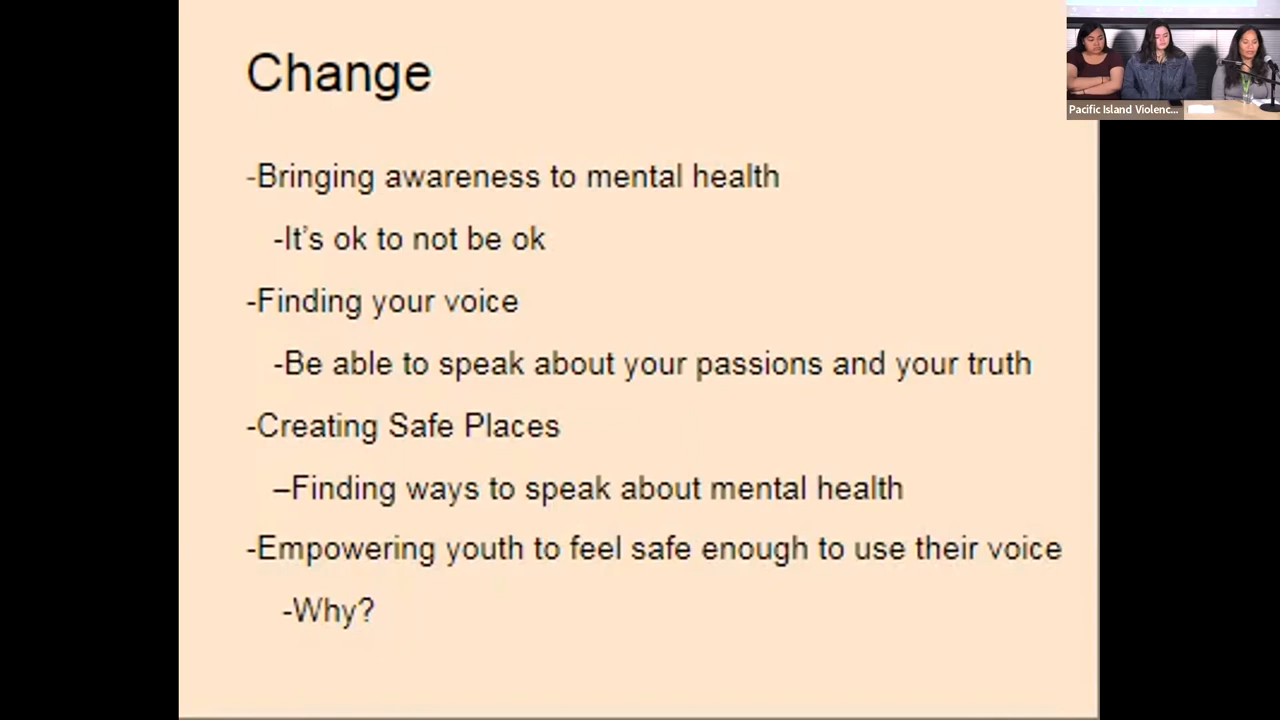 Change
-Bringing awareness to mental health
-It's ok to not be ok
-Finding your voice
-Be able to speak about your passions and your truth
-Creating Safe Places
–Finding ways to speak about mental health
-Empowering youth to feel safe enough to use their voice
-Why?
Pacific Island Violenc...